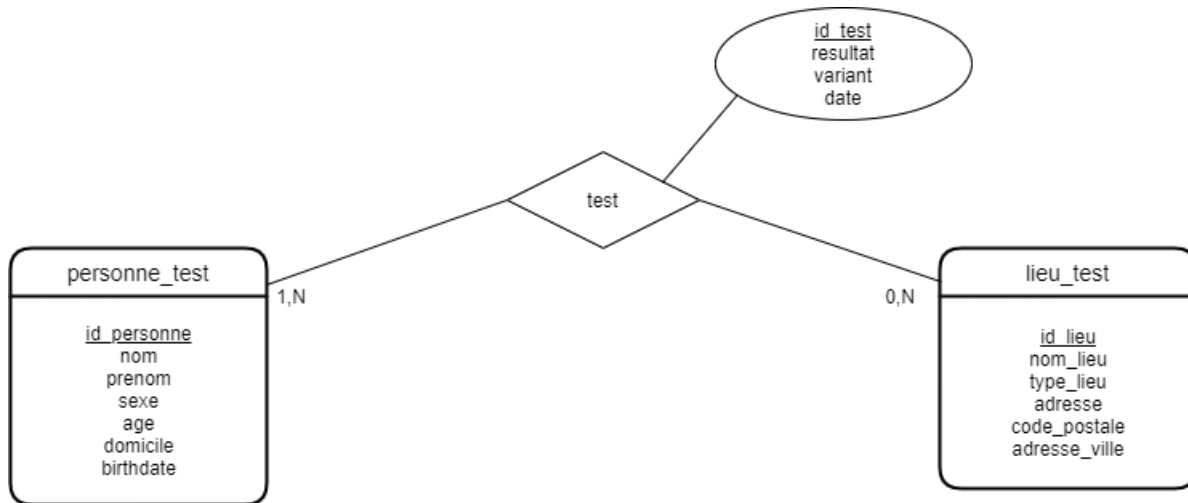 id_test
resultat
variant
date
test
personne_test
1,N
id_personne
nom
prenom
sexe
age
domicile
birthdate
0,N
lieu_test
id_lieu
nom_lieu
type_lieu
adresse
code_postale
adresse_ville